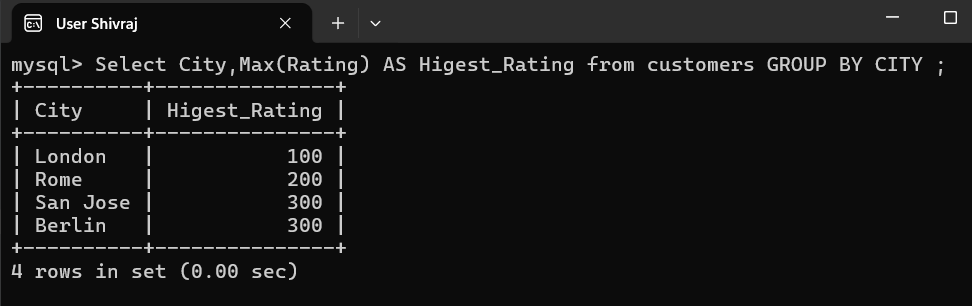 User Shivraj
mysql> Select City,Max(Rating) AS Higest_Rating from customers GROUP BY CITY ;
+----------+---------------+
| City     | Higest_Rating |
+----------+---------------+
| London   |           100 |
| Rome     |           200 |
| San Jose |           300 |
| Berlin   |           300 |
+----------+---------------+
4 rows in set (0.00 sec)